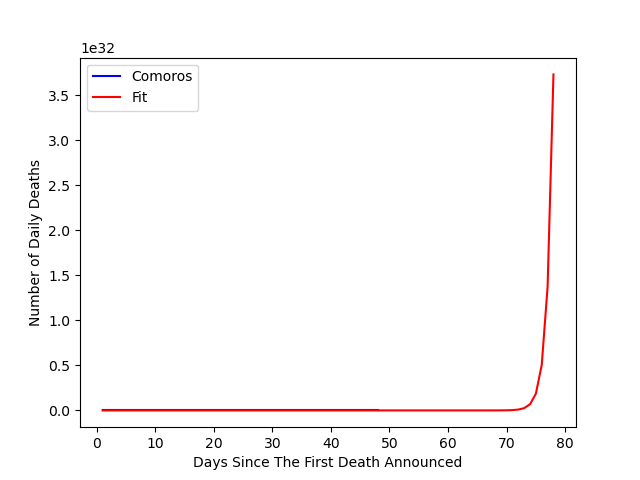 1e32
Comoros
Fit
3.5
3.0
2.5
2.0
1.5
1.0
0.5
0.0
Number of Daily Deaths
0 10 20 30 40 50 60 70 80
Days Since The First Death Announced